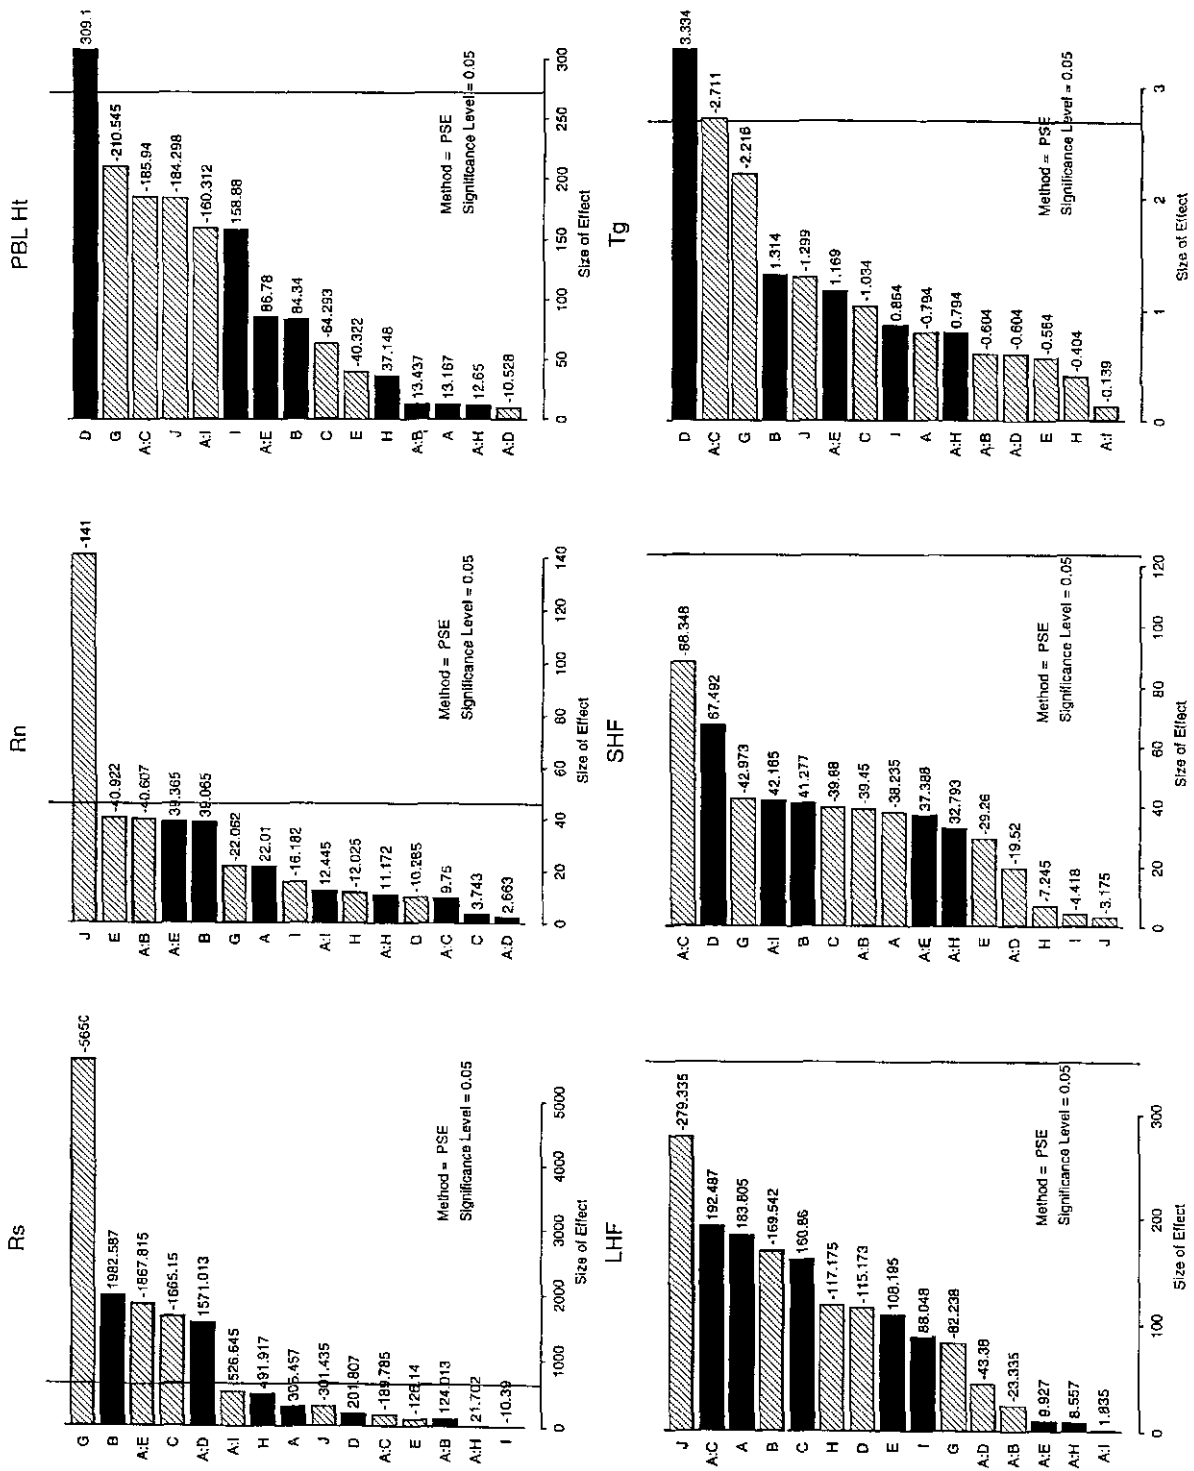 Rs
G -5650
B 1982.587
A:E -1867.815
C -1665.15
A:D 1571.013
A:I -526.645
H 491.917
A 305.457
J -301.435
D 201.807
A:C -189.785
E -126.14
A:B 124.013
A:H 21.702
I -10.39
Method = PSE
Significance Level = 0.05
0 1000 2000 3000 4000 5000
Size of Effect
Rn
J -141
E -40.922
A:B -40.607
A:E 39.365
B 39.065
G -22.062
A 22.01
I -16.182
A:I 12.445
H -12.025
A:H 11.172
D -10.285
A:C 9.75
C 3.743
A:D 2.663
Method = PSE
Significance Level = 0.05
0 20 40 60 80 100 120 140
Size of Effect
PBL Ht
D 309.1
G -210.545
A:C -185.94
J -184.298
A:I -160.312
I 158.88
A:E 86.78
B 84.34
C -64.293
E -40.322
H 37.148
A:B 13.437
A 13.167
A:H 12.65
A:D -10.528
Method = PSE
Significance Level = 0.05
0 50 100 150 200 250 300
Size of Effect
LHF
J -279.335
A:C 192.487
A 183.805
B -169.542
C 160.86
H -117.175
D -115.173
E 108.195
I 88.048
G -82.238
A:D -43.38
A:B -23.335
A:E 9.927
A:H 8.557
A:I 1.835
Method = PSE
Significance Level = 0.05
0 100 200 300
Size of Effect
SHF
A:C -88.348
D 67.492
G -42.973
A:I 42.165
B 41.277
C -39.88
A:B -39.45
A -38.235
A:E 37.388
A:H 32.793
E -29.26
A:D -19.52
H -7.245
I -4.418
J -3.175
Method = PSE
Significance Level = 0.05
0 20 40 60 80 100 120
Size of Effect
Tg
D 3.334
A:C -2.711
G -2.216
B 1.314
J -1.299
A:E 1.169
C -1.034
I 0.864
A -0.794
A:H 0.794
A:B -0.604
A:D -0.604
E -0.564
H -0.404
A:I -0.139
Method = PSE
Significance Level = 0.05
0 1 2 3
Size of Effect